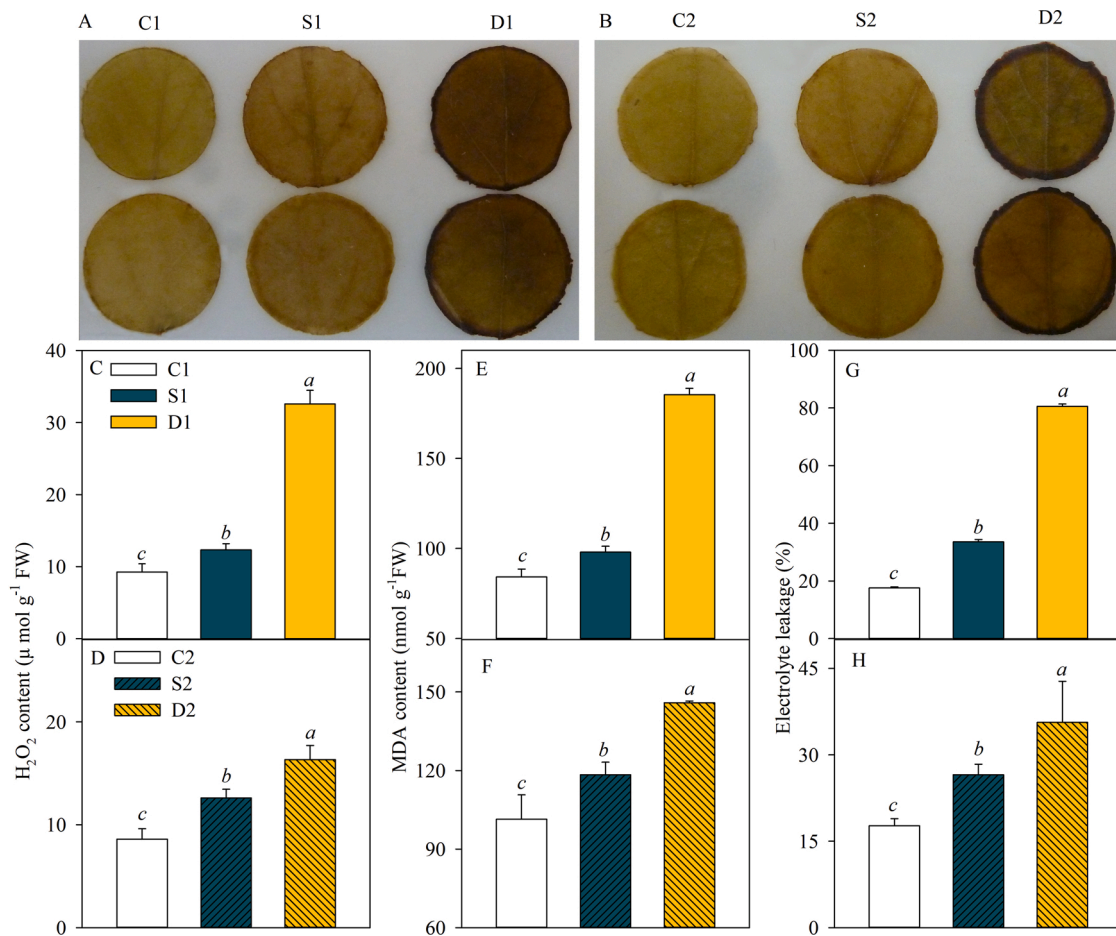 A C1 S1 D1 B C2 S2 D2
40
C
C1
S1
D1
a
b
c
30
20
10
0
H₂O₂ content (μ mol g⁻¹ FW)
D
C2
S2
D2
a
b
c
20
10
0
200
E
a
b
c
150
100
50
MDA content (nmol g⁻¹FW)
F
a
b
c
150
120
90
60
100
G
a
b
c
80
60
40
20
0
Electrolyte leakage (%)
45
H
a
b
c
30
15
0